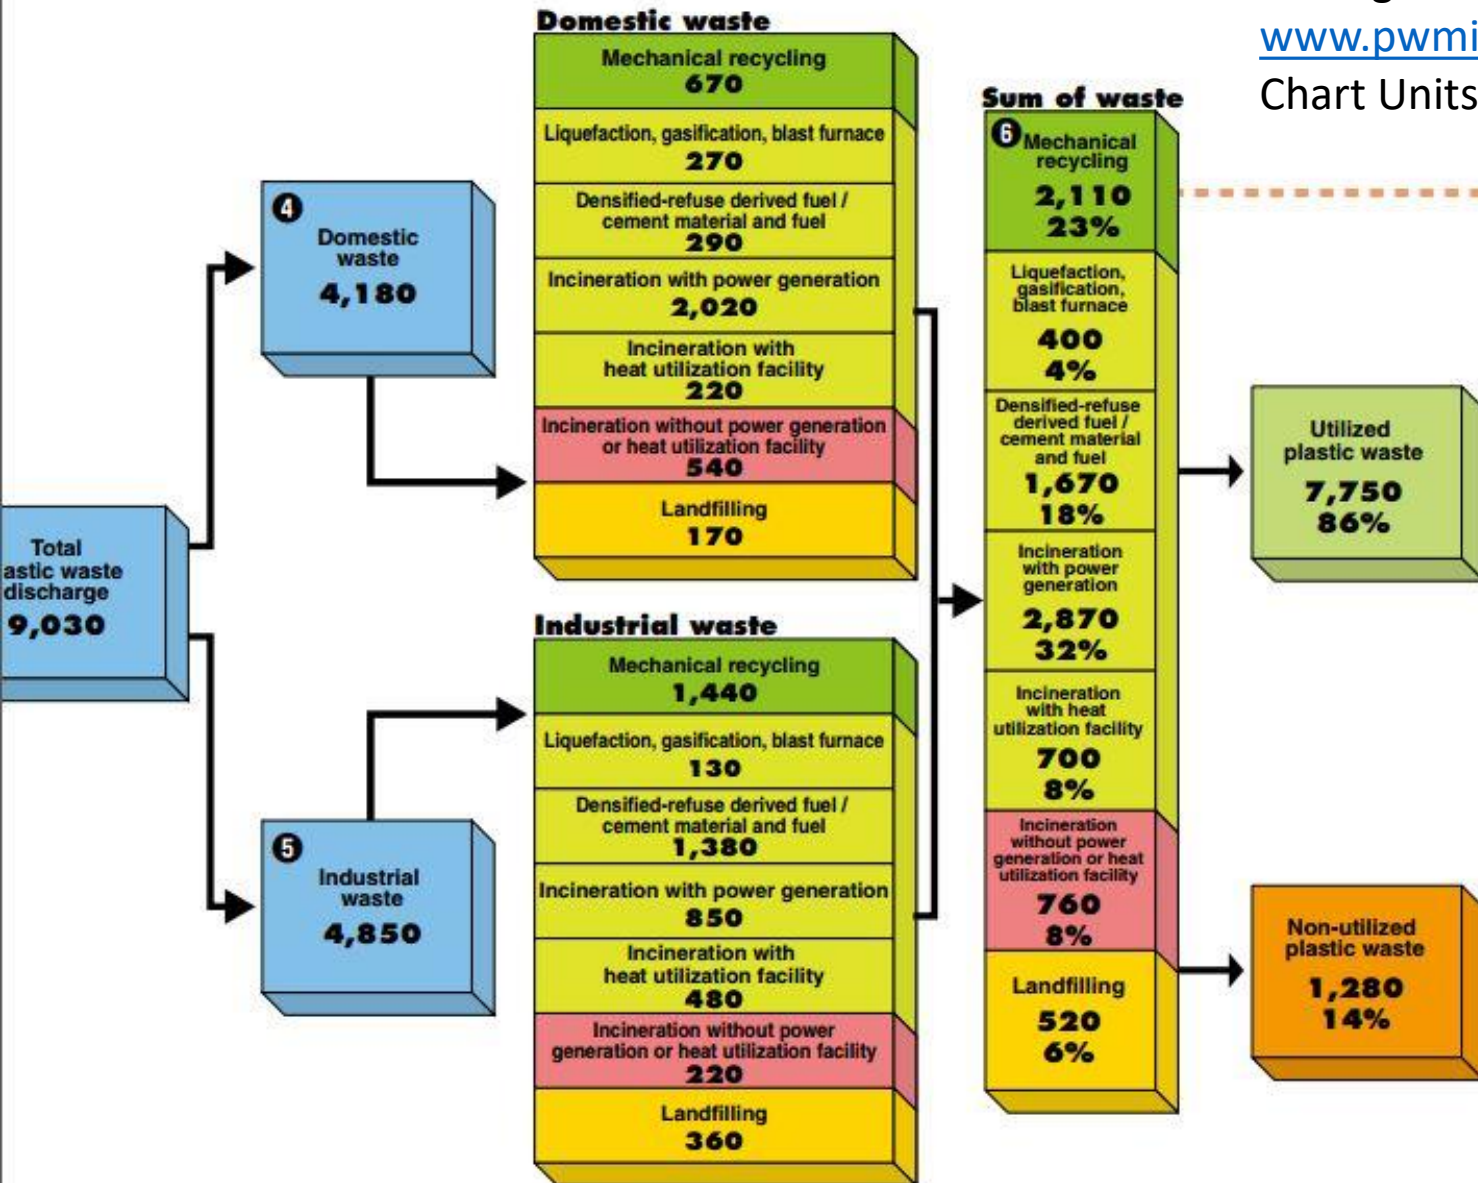 www.pwmi
Chart Units
Total
astic waste
discharge
9,030
4
Domestic
waste
4,180
5
Industrial
waste
4,850
Domestic waste
Mechanical recycling
670
Liquefaction, gasification, blast furnace
270
Densified-refuse derived fuel /
cement material and fuel
290
Incineration with power generation
2,020
Incineration with
heat utilization facility
220
Incineration without power generation
or heat utilization facility
540
Landfilling
170
Industrial waste
Mechanical recycling
1,440
Liquefaction, gasification, blast furnace
130
Densified-refuse derived fuel /
cement material and fuel
1,380
Incineration with power generation
850
Incineration with
heat utilization facility
480
Incineration without power
generation or heat utilization facility
220
Landfilling
360
Sum of waste
6 Mechanical
recycling
2,110
23%
Liquefaction,
gasification,
blast furnace
400
4%
Densified-refuse
derived fuel /
cement material
and fuel
1,670
18%
Incineration
with power
generation
2,870
32%
Incineration
with heat
utilization facility
700
8%
Incineration
without power
generation or heat
utilization facility
760
8%
Landfilling
520
6%
Utilized
plastic waste
7,750
86%
Non-utilized
plastic waste
1,280
14%